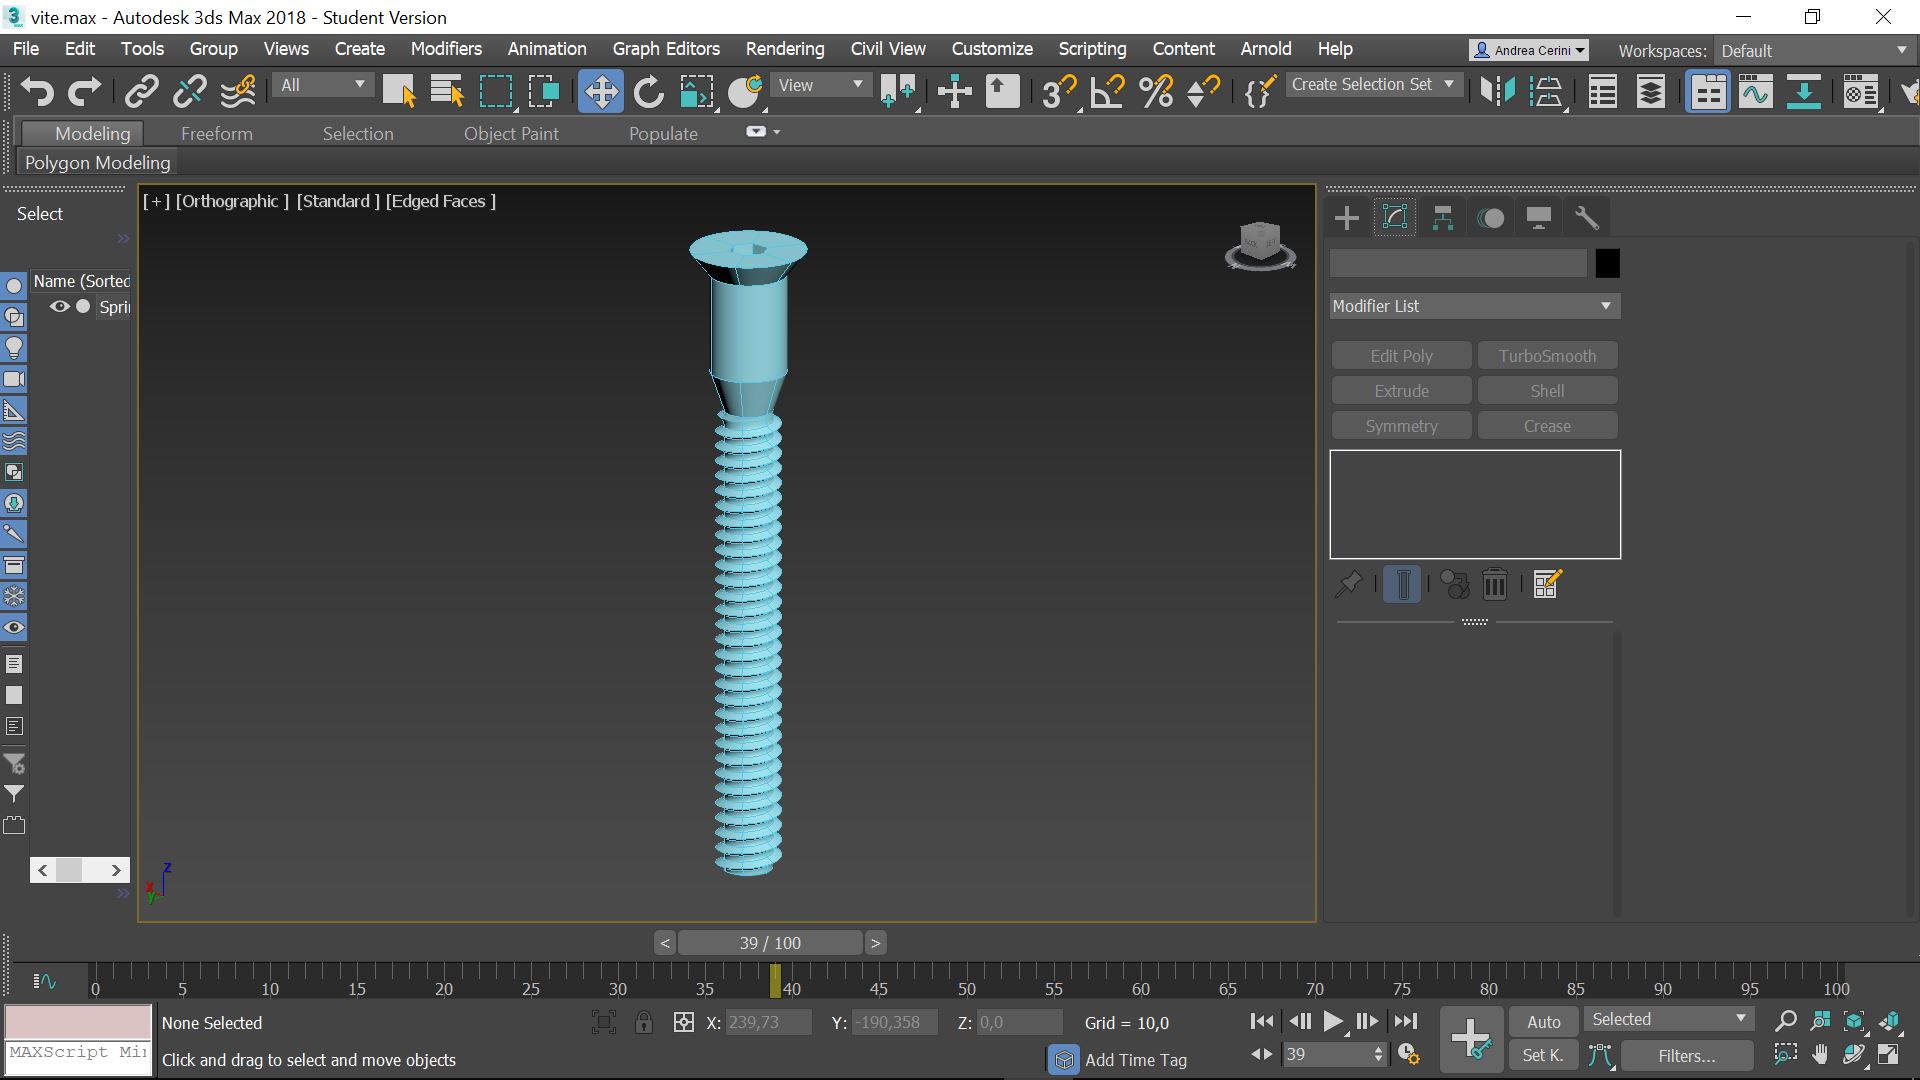 vite.max - Autodesk 3ds Max 2018 - Student Version
File Edit Tools Group Views Create Modifiers Animation Graph Editors Rendering Civil View Customize Scripting Content Arnold Help
Andrea Cerini
Workspaces: Default
All
View
Create Selection Set
Modeling Freeform Selection Object Paint Populate
Polygon Modeling
Select
Name (Sorted
Spri
[+] [Orthographic ] [Standard ] [Edged Faces ]
Modifier List
Edit Poly TurboSmooth
Extrude Shell
Symmetry Crease
z
x
y
< 39 / 100 >
0 5 10 15 20 25 30 35 40 45 50 55 60 65 70 75 80 85 90 95 100
None Selected
X: 239,73 Y: -190,358 Z: 0,0 Grid = 10,0
Auto Selected
MAXScript Mi
Click and drag to select and move objects
Add Time Tag
39
Set K. Filters...